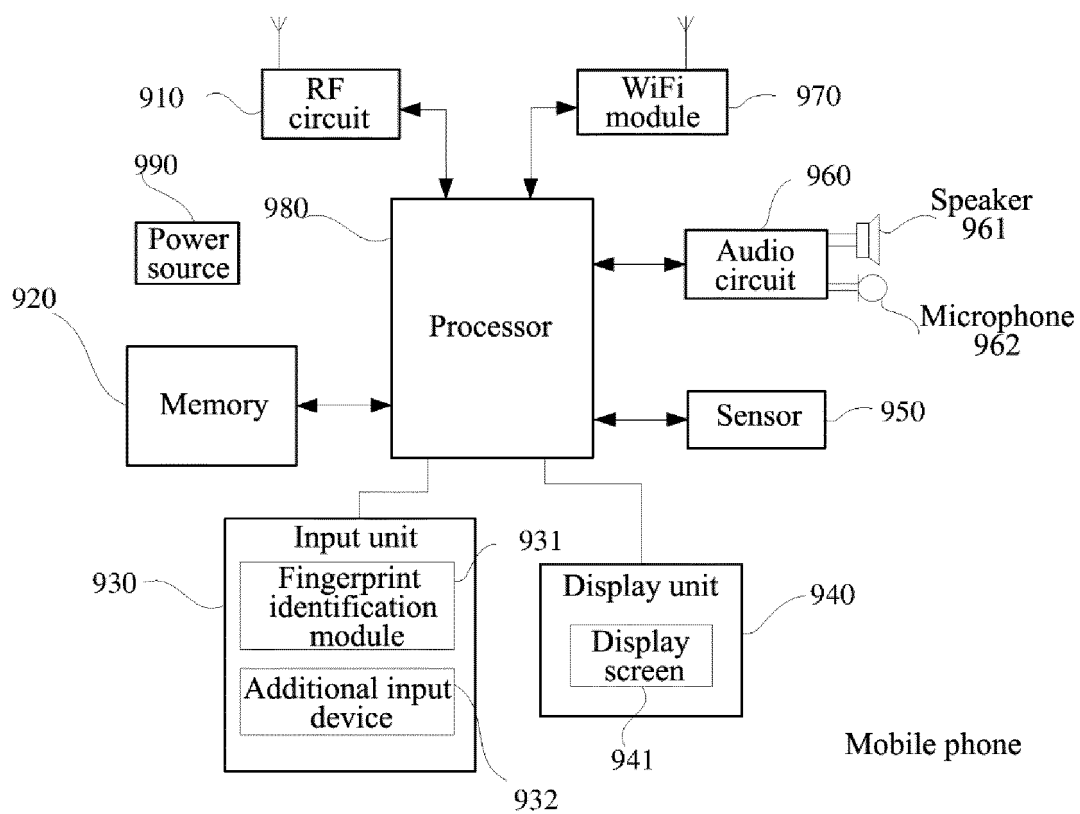 910
RF
circuit
WiFi
module
970
990
Power
source
980
960
Audio
circuit
Speaker
961
Microphone
962
920
Memory
Processor
Sensor
950
Input unit
931
930
Fingerprint
identification
module
Additional input
device
932
Display unit
940
Display
screen
941
Mobile phone